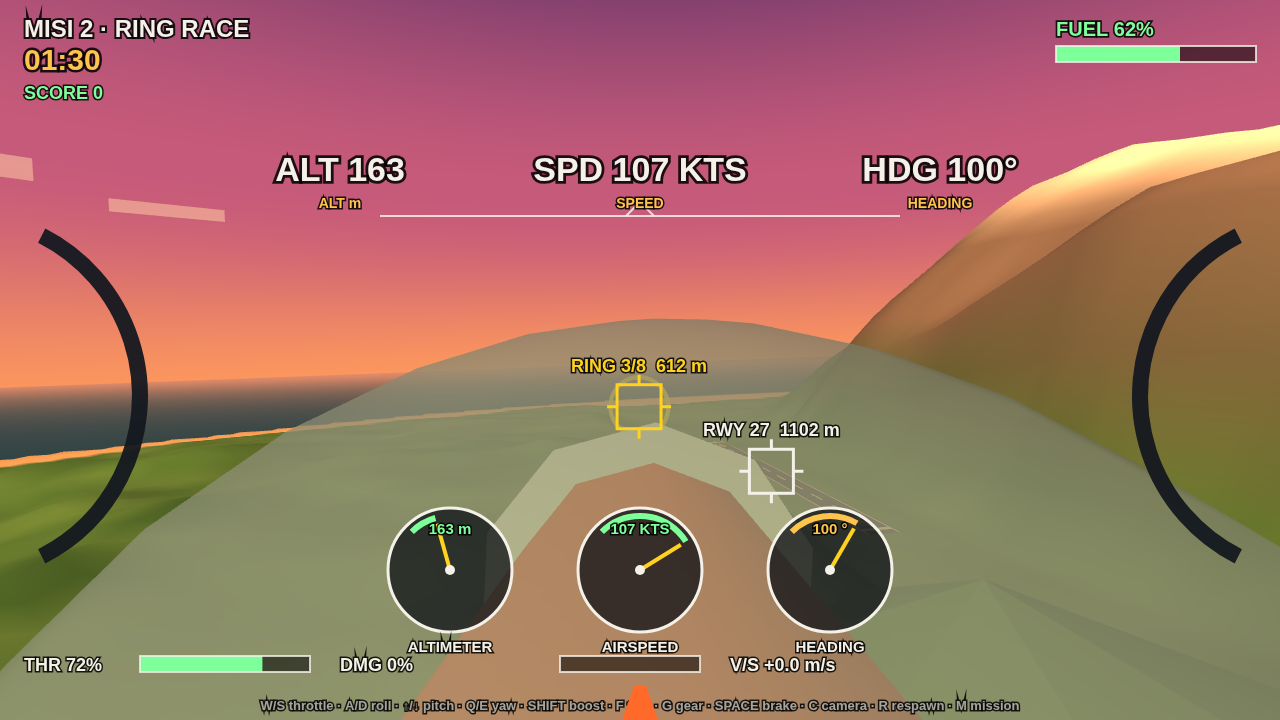 MISI 2 · RING RACE
01:30
SCORE 0
FUEL 62%
ALT 163
ALT m
SPD 107 KTS
SPEED
HDG 100°
HEADING
RING 3/8 612 m
RWY 27 1102 m
163 m
107 KTS
100 °
ALTIMETER
AIRSPEED
HEADING
THR 72%
DMG 0%
V/S +0.0 m/s
W/S throttle · A/D roll · ↑/↓ pitch · Q/E yaw · SHIFT boost · F · G gear · SPACE brake · C camera · R respawn · M mission